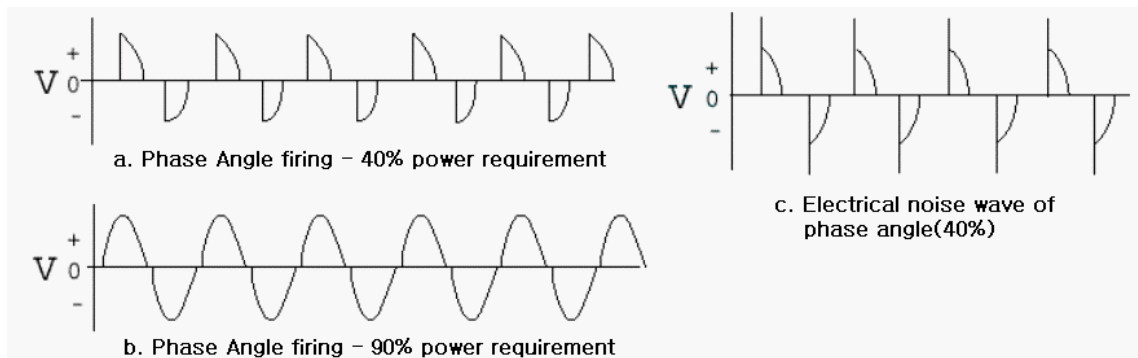 +
V 0
-
a. Phase Angle firing - 40% power requirement
+
V 0
-
b. Phase Angle firing - 90% power requirement
+
V 0
-
c. Electrical noise wave of
phase angle(40%)